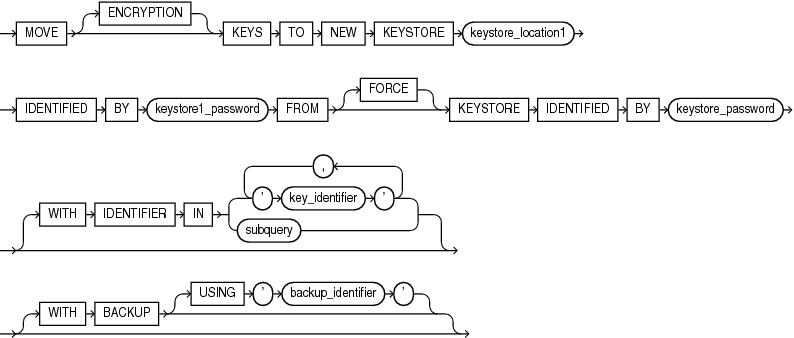 ENCRYPTION
MOVE KEYS TO NEW KEYSTORE keystore_location1
FORCE
IDENTIFIED BY keystore1_password FROM KEYSTORE IDENTIFIED BY keystore_password
,
' key_identifier '
WITH IDENTIFIER IN
subquery
USING ' backup_identifier '
WITH BACKUP